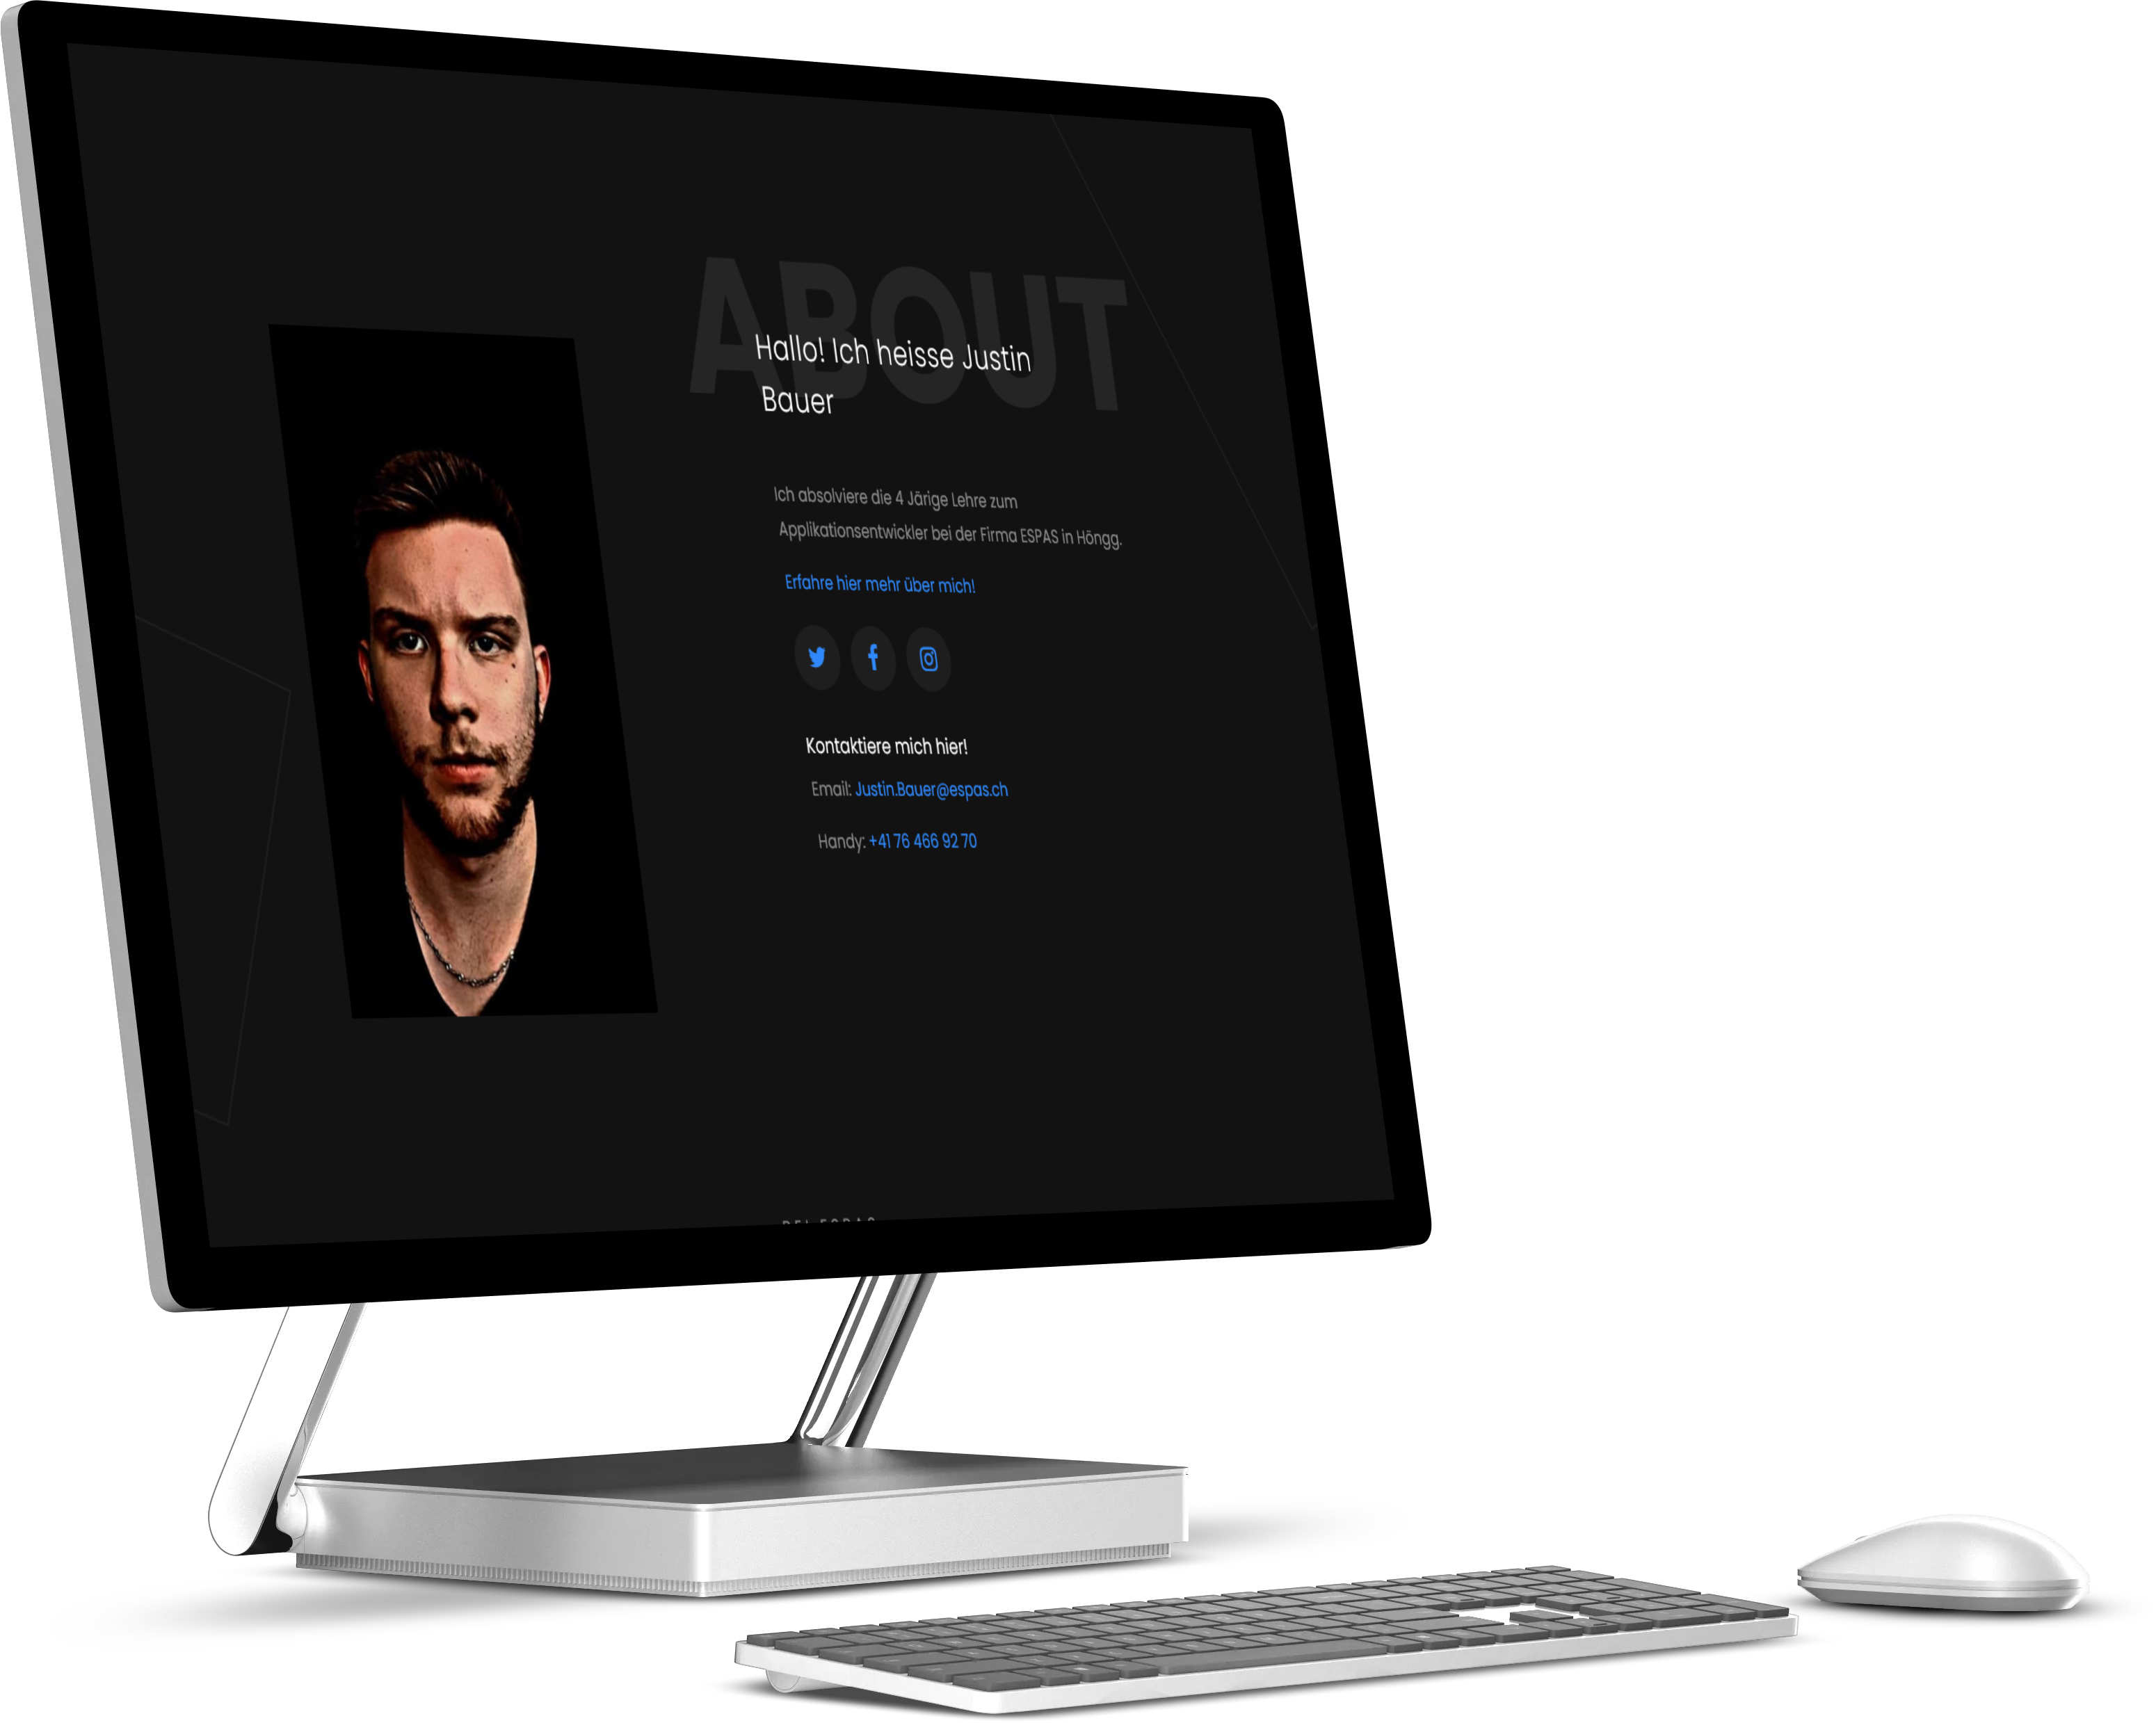 ABOUT
Hallo! Ich heisse Justin
Bauer
Ich absolviere die 4 Järige Lehre zum
Applikationsentwickler bei der Firma ESPAS in Höngg.
Erfahre hier mehr über mich!
Kontaktiere mich hier!
Email: Justin.Bauer@espas.ch
Handy: +41 76 466 92 70